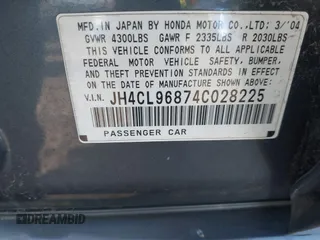 MFD. IN JAPAN BY HONDA MOTOR CO., LTD: 3/'04
GVWR 4300LBS GAWR F 2335LBS R 2030LBS
THIS VEHICLE CONFORMS TO ALL APPLICABLE
FEDERAL MOTOR VEHICLE SAFETY, BUMPER,
AND THEFT PREVENTION STANDARDS IN EFFECT
ON THE DATE OF MANUFACTURE SHOWN ABOVE.
V.I.N. JH4CL96874C028225
PASSENGER CAR
DREAMBID